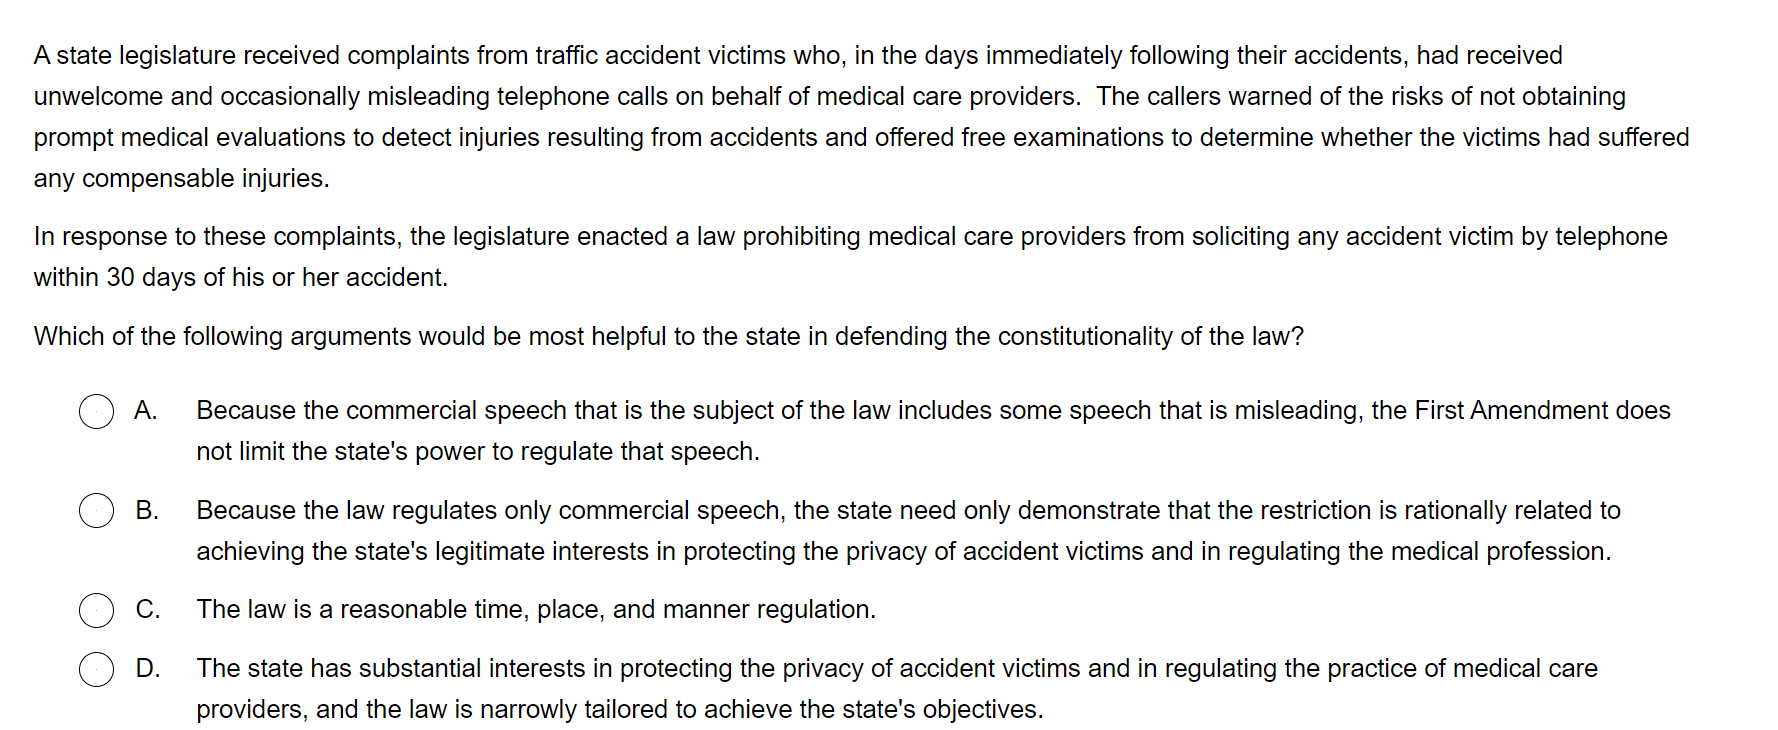 A state legislature received complaints from traffic accident victims who, in the days immediately following their accidents, had received
unwelcome and occasionally misleading telephone calls on behalf of medical care providers.  The callers warned of the risks of not obtaining
prompt medical evaluations to detect injuries resulting from accidents and offered free examinations to determine whether the victims had suffered
any compensable injuries.
In response to these complaints, the legislature enacted a law prohibiting medical care providers from soliciting any accident victim by telephone
within 30 days of his or her accident.
Which of the following arguments would be most helpful to the state in defending the constitutionality of the law?
A. Because the commercial speech that is the subject of the law includes some speech that is misleading, the First Amendment does
not limit the state's power to regulate that speech.
B. Because the law regulates only commercial speech, the state need only demonstrate that the restriction is rationally related to
achieving the state's legitimate interests in protecting the privacy of accident victims and in regulating the medical profession.
C. The law is a reasonable time, place, and manner regulation.
D. The state has substantial interests in protecting the privacy of accident victims and in regulating the practice of medical care
providers, and the law is narrowly tailored to achieve the state's objectives.